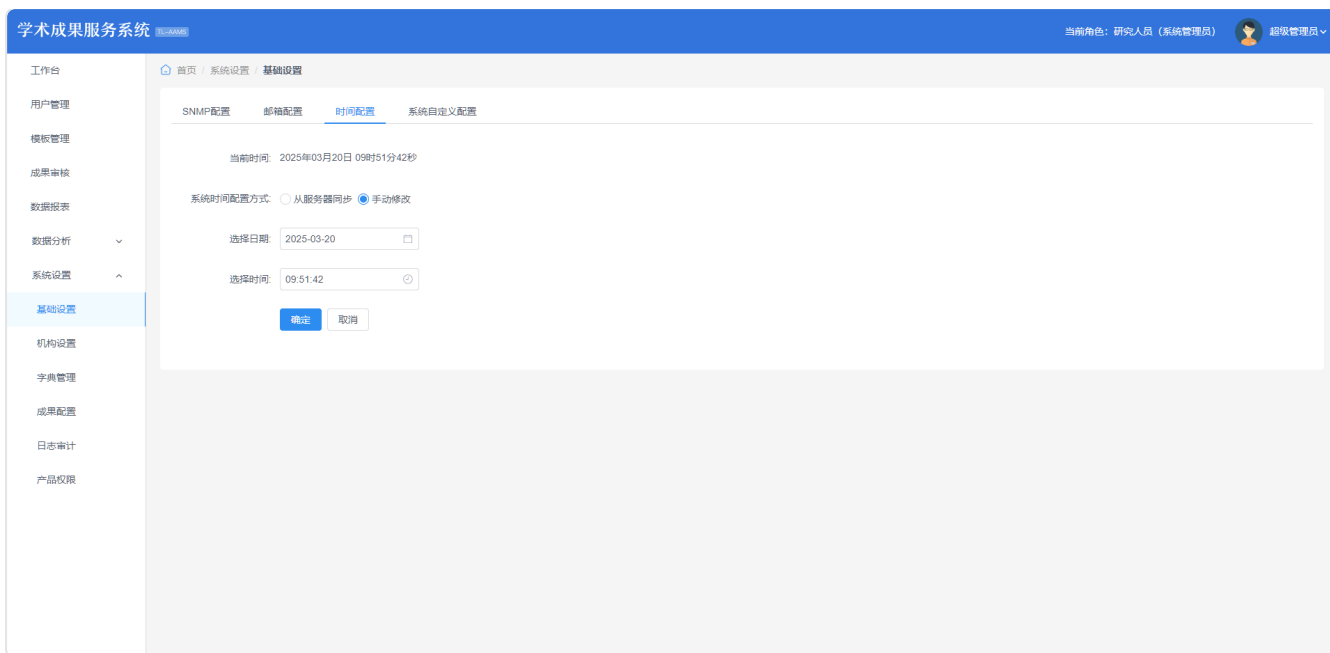 学术成果服务系统 TL-AAMS
当前角色：研究人员（系统管理员）
超级管理员
工作台
用户管理
模板管理
成果审核
数据报表
数据分析
系统设置
基础设置
机构设置
字典管理
成果配置
日志审计
产品权限
首页 / 系统设置 / 基础设置
SNMP配置 邮箱配置 时间配置 系统自定义配置
当前时间: 2025年03月20日 09时51分42秒
系统时间配置方式: 从服务器同步 手动修改
选择日期: 2025-03-20
选择时间: 09:51:42
确定 取消